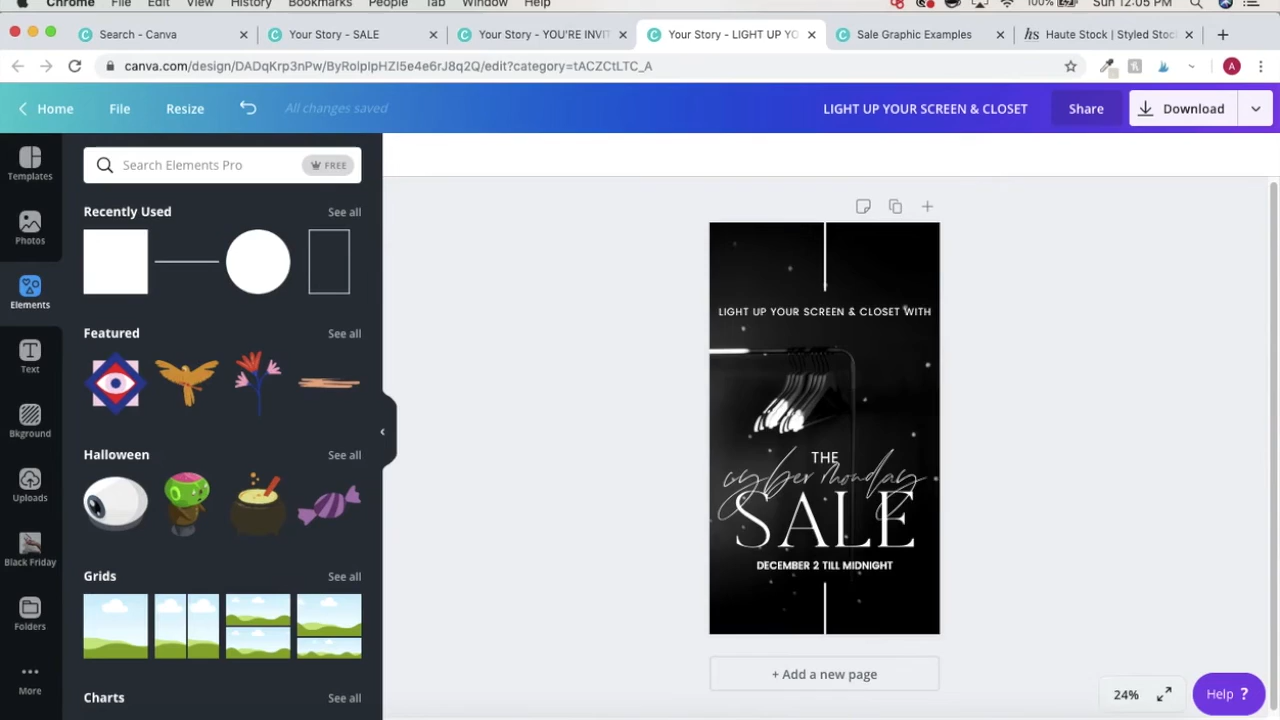 Chrome File Edit View History Bookmarks People Tab Window Help 100% Sun 12:05 PM
Search - Canva
Your Story - SALE
Your Story - YOU'RE INVIT
Your Story - LIGHT UP YO
Sale Graphic Examples
hs Haute Stock | Styled Stoc
canva.com/design/DADqKrp3nPw/ByRolpIpHZI5e4e6rJ8q2Q/edit?category=tACZCtLTC_A
A
Home
File
Resize
All changes saved
LIGHT UP YOUR SCREEN & CLOSET
Share
Download
Templates
Photos
Elements
Text
Bkground
Uploads
Black Friday
Folders
More
Search Elements Pro
FREE
Recently Used See all
Featured See all
Halloween See all
Grids See all
Charts See all
LIGHT UP YOUR SCREEN & CLOSET WITH
THE
cyber monday
SALE
DECEMBER 2 TILL MIDNIGHT
+ Add a new page
24%
Help ?